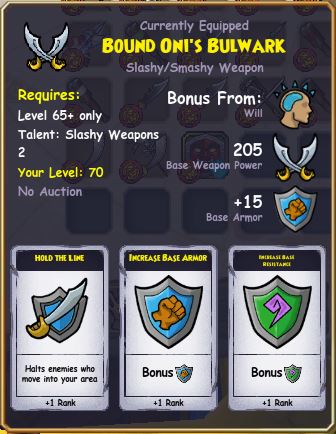 Currently Equipped
Bound Oni's Bulwark
Slashy/Smashy Weapon
Requires:
Level 65+ only
Talent: Slashy Weapons
2
Your Level: 70
No Auction
Bonus From:
Will
205
Base Weapon Power
+15
Base Armor
Hold the Line
Halts enemies who
move into your area
+1 Rank
Increase Base Armor
Bonus
+1 Rank
Increase Base
Resistance
Bonus
+1 Rank